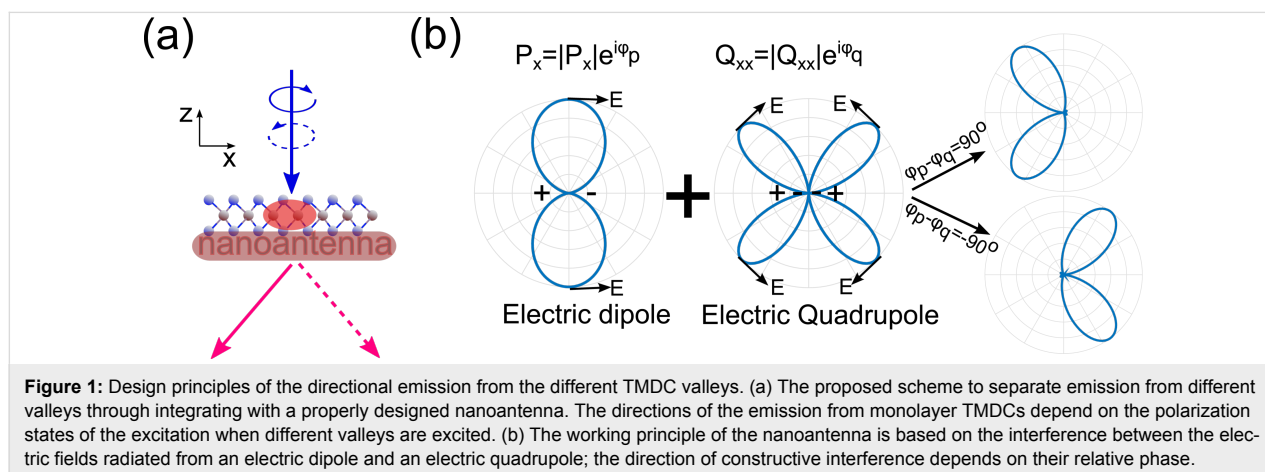 (a)
(b)
z
x
nanoantenna
Pₓ=|Pₓ|e^iφp
Qₓₓ=|Qₓₓ|e^iφq
E
E
+ -
Electric dipole
+
E E
+ - - +
E E
Electric Quadrupole
φp-φq=90°
φp-φq=-90°
Figure 1: Design principles of the directional emission from the different TMDC valleys. (a) The proposed scheme to separate emission from different
valleys through integrating with a properly designed nanoantenna. The directions of the emission from monolayer TMDCs depend on the polarization
states of the excitation when different valleys are excited. (b) The working principle of the nanoantenna is based on the interference between the elec-
tric fields radiated from an electric dipole and an electric quadrupole; the direction of constructive interference depends on their relative phase.